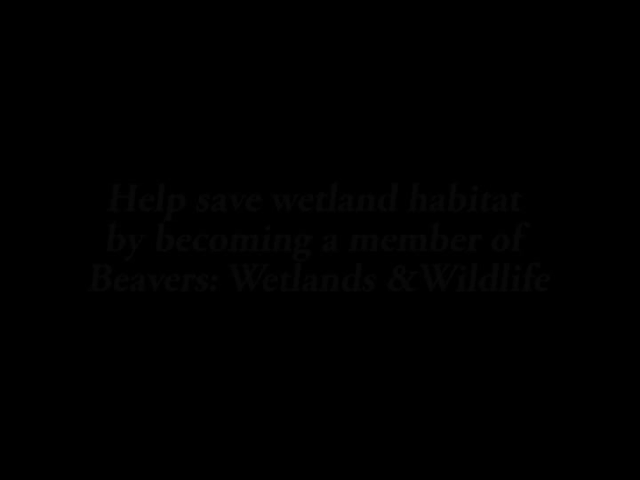 Help save wetland habitat
by becoming a member of
Beavers: Wetlands & Wildlife